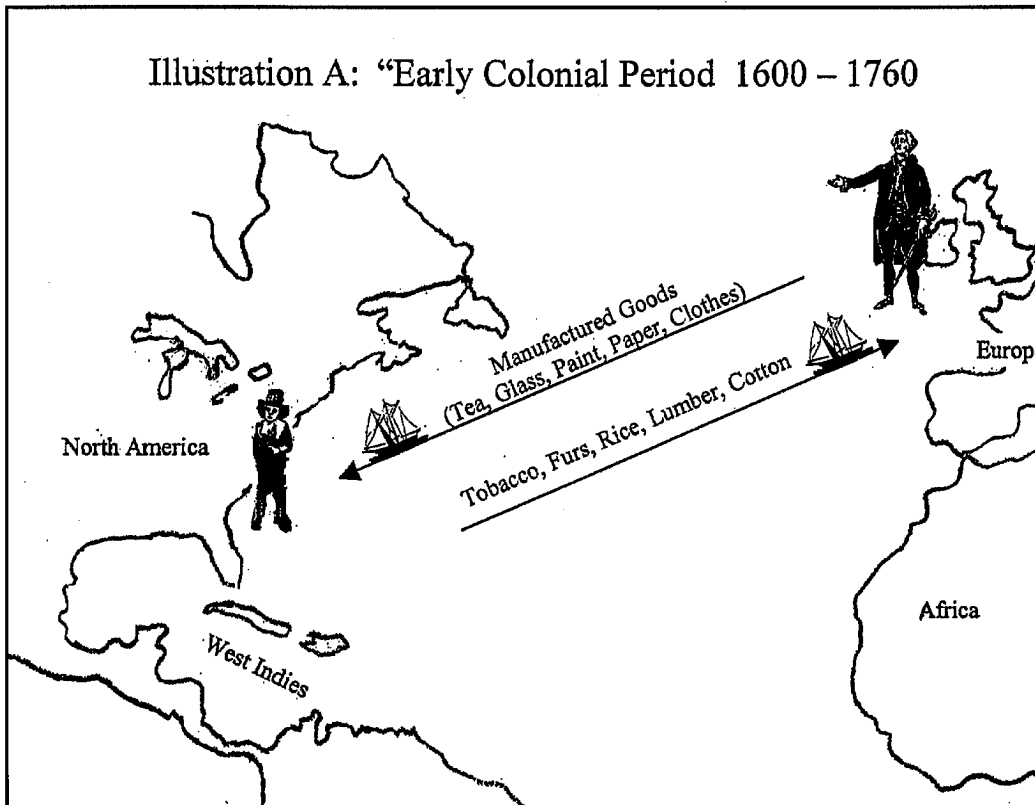 Illustration A: “Early Colonial Period 1600 – 1760
Manufactured Goods
(Tea, Glass, Paint, Paper, Clothes)
Tobacco, Furs, Rice, Lumber, Cotton
Europ
North America
Africa
West Indies